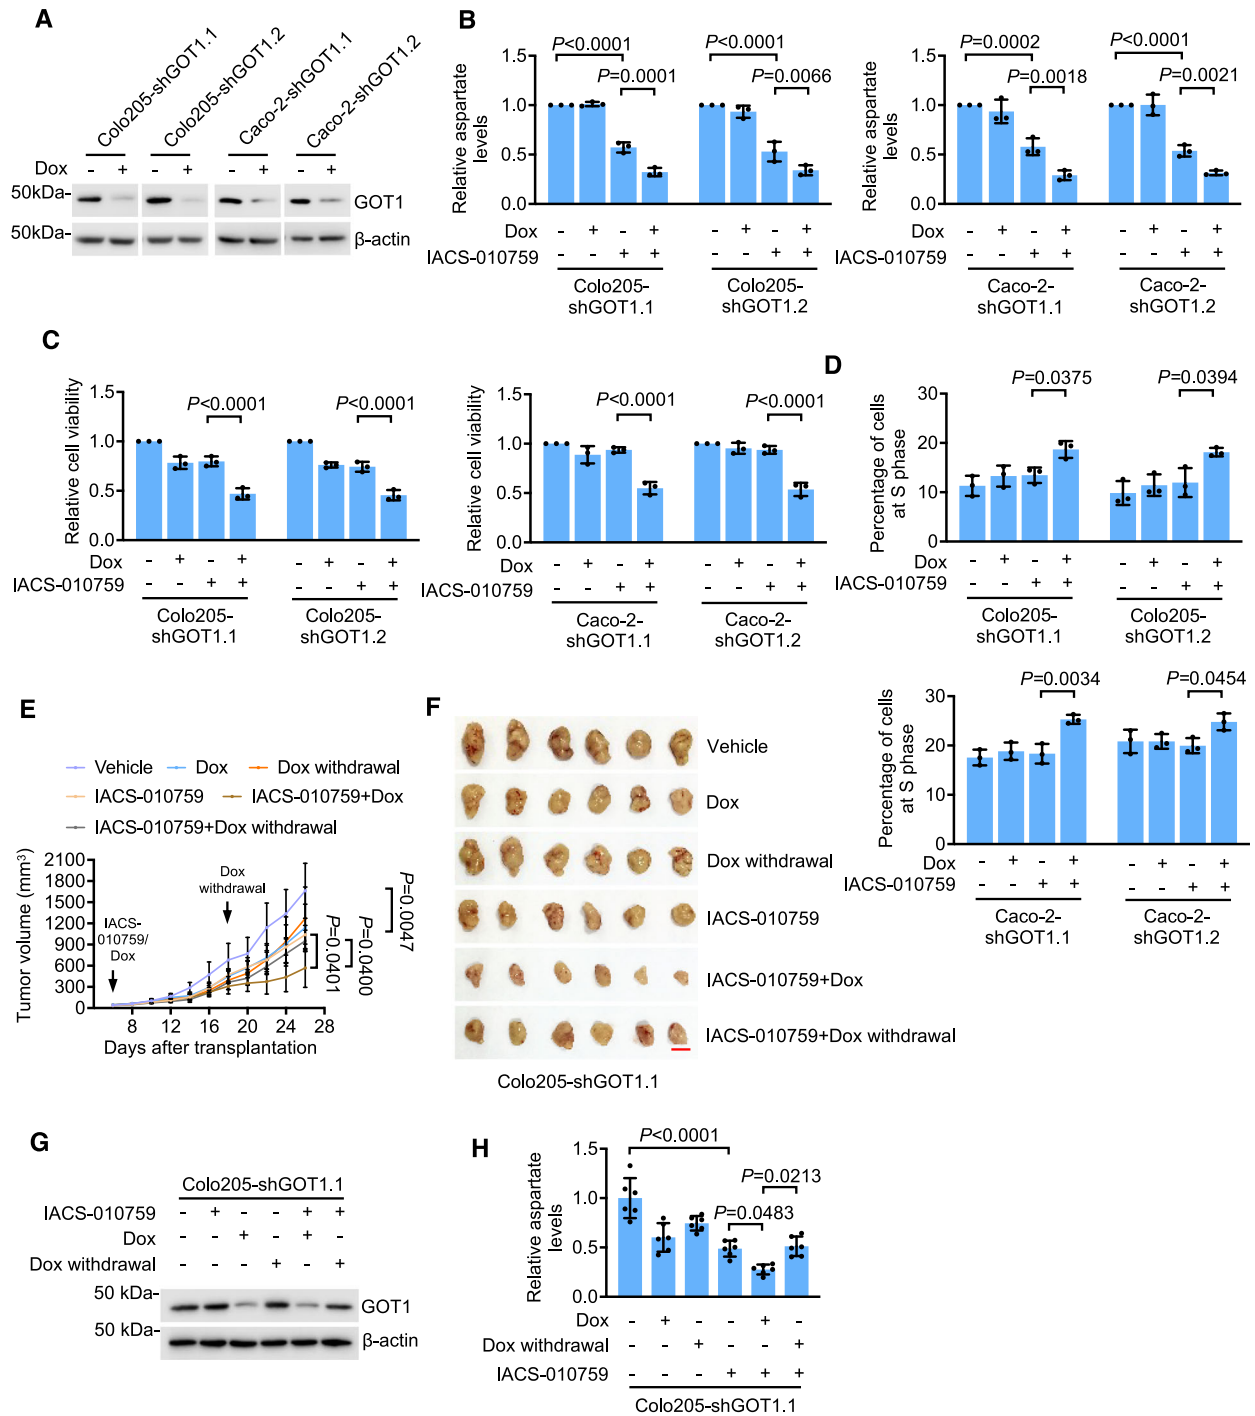 A
Colo205-shGOT1.1
Colo205-shGOT1.2
Caco-2-shGOT1.1
Caco-2-shGOT1.2
Dox - + - + - + - +
50kDa- GOT1
50kDa- β-actin
B
Relative aspartate levels
1.5
1.0
0.5
0.0
P<0.0001
P=0.0001
P<0.0001
P=0.0066
Dox - + - + - + - +
IACS-010759 - - + + - - + +
Colo205-shGOT1.1
Colo205-shGOT1.2
Relative aspartate levels
1.5
1.0
0.5
0.0
P=0.0002
P=0.0018
P<0.0001
P=0.0021
Dox - + - + - + - +
IACS-010759 - - + + - - + +
Caco-2-shGOT1.1
Caco-2-shGOT1.2
C
Relative cell viability
1.5
1.0
0.5
0.0
P<0.0001
P<0.0001
Dox - + - + - + - +
IACS-010759 - - + + - - + +
Colo205-shGOT1.1
Colo205-shGOT1.2
Relative cell viability
1.5
1.0
0.5
0.0
P<0.0001
P<0.0001
Dox - + - + - + - +
IACS-010759 - - + + - - + +
Caco-2-shGOT1.1
Caco-2-shGOT1.2
D
Percentage of cells at S phase
30
20
10
0
P=0.0375
P=0.0394
Dox - + - + - + - +
IACS-010759 - - + + - - + +
Colo205-shGOT1.1
Colo205-shGOT1.2
Percentage of cells at S phase
30
20
10
0
P=0.0034
P=0.0454
Dox - + - + - + - +
IACS-010759 - - + + - - + +
Caco-2-shGOT1.1
Caco-2-shGOT1.2
E
Vehicle Dox Dox withdrawal
IACS-010759 IACS-010759+Dox
IACS-010759+Dox withdrawal
Tumor volume (mm³)
2100
1800
1500
1200
900
600
300
0
IACS-010759/Dox
Dox withdrawal
P=0.0401
P=0.0400
P=0.0047
8 12 16 20 24 28
Days after transplantation
F
Vehicle
Dox
Dox withdrawal
IACS-010759
IACS-010759+Dox
IACS-010759+Dox withdrawal
Colo205-shGOT1.1
G
Colo205-shGOT1.1
IACS-010759 - + - - + +
Dox - - + - + -
Dox withdrawal - - - + - +
50 kDa- GOT1
50 kDa- β-actin
H
Relative aspartate levels
1.5
1.0
0.5
0.0
P<0.0001
P=0.0213
P=0.0483
Dox - + - - + -
Dox withdrawal - - + - - +
IACS-010759 - - - + + +
Colo205-shGOT1.1